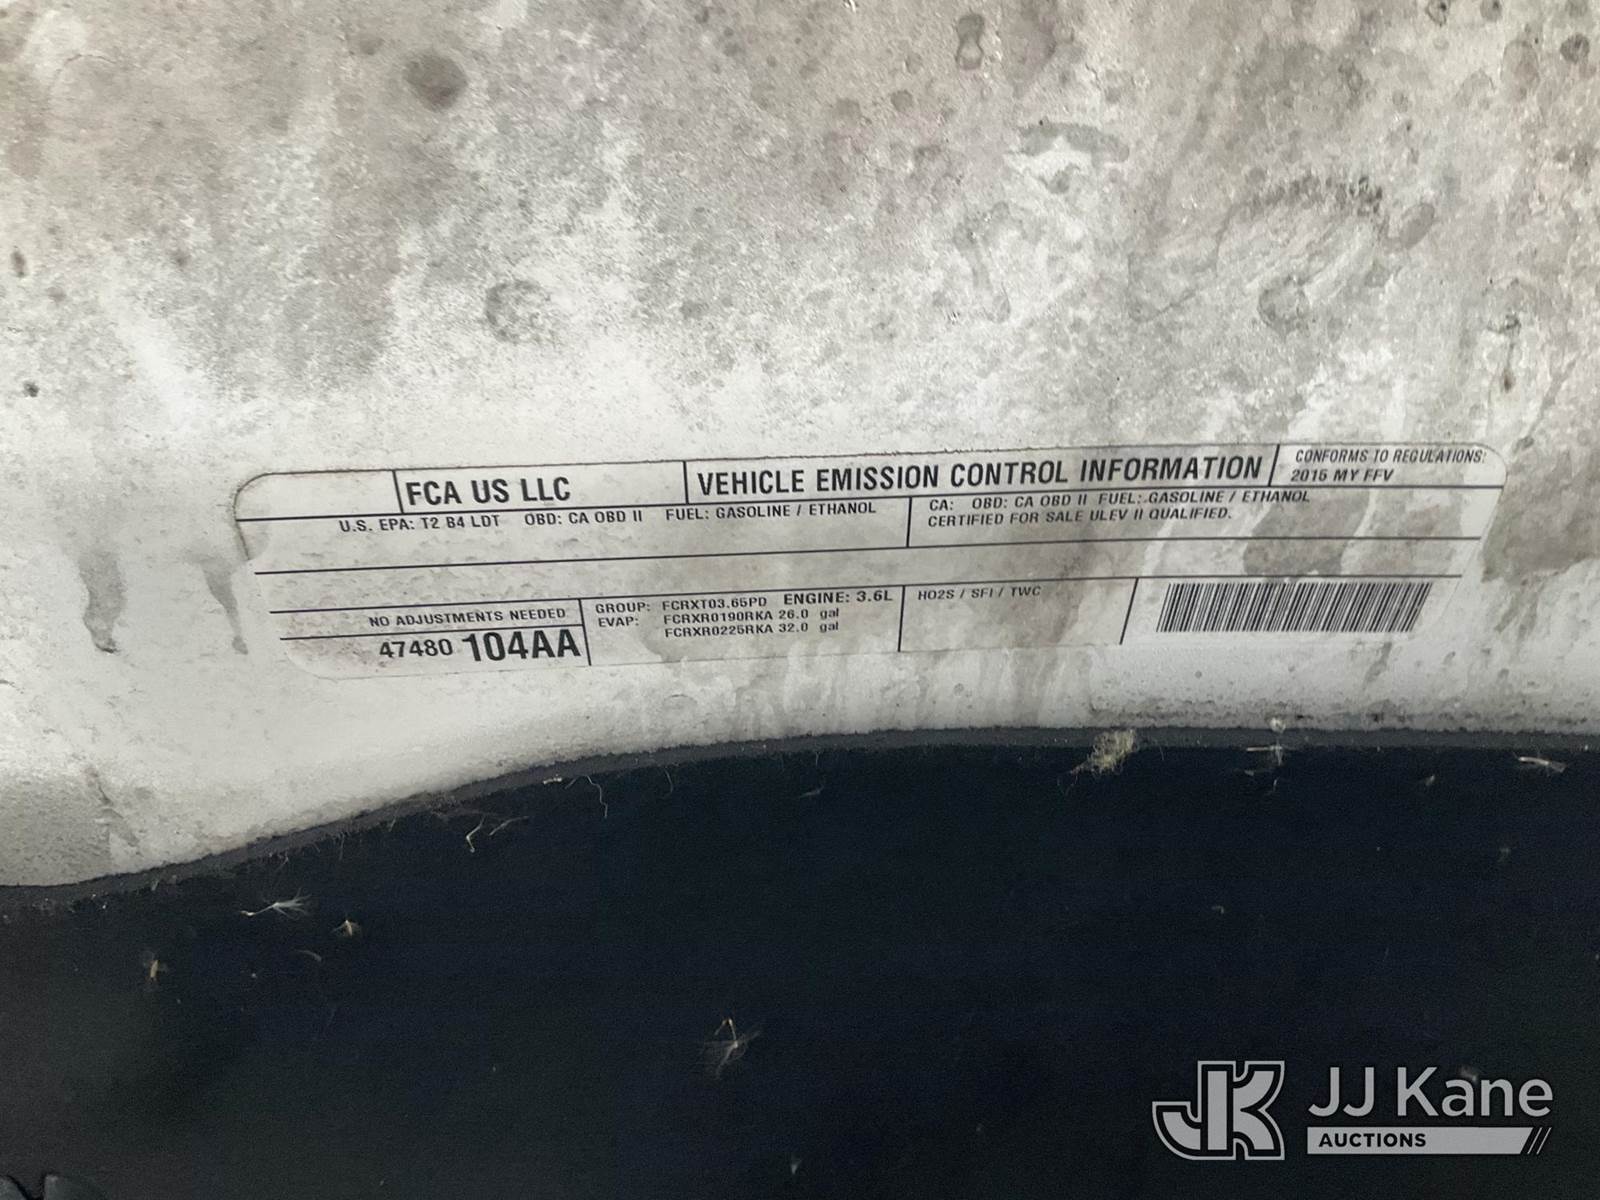 FCA US LLC
VEHICLE EMISSION CONTROL INFORMATION
CONFORMS TO REGULATIONS:
2015 MY FFV
U.S. EPA: T2 B4 LDT OBD: CA OBD II FUEL: GASOLINE / ETHANOL
CA: OBD: CA OBD II FUEL: GASOLINE / ETHANOL
CERTIFIED FOR SALE ULEV II QUALIFIED.
NO ADJUSTMENTS NEEDED
47480 104AA
GROUP: FCRXT03.65PD ENGINE: 3.6L
EVAP: FCRXR0190RKA 26.0 gal
FCRXR0225RKA 32.0 gal
HO2S / SFI / TWC
JK JJ Kane
AUCTIONS